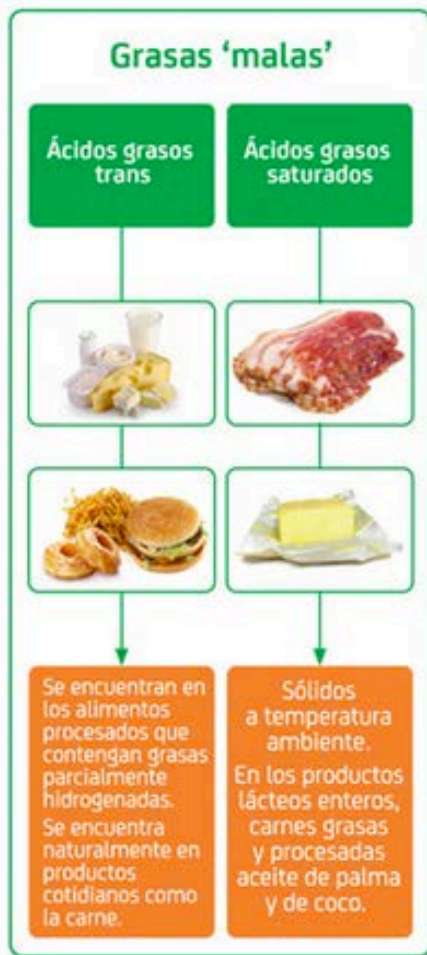 Grasas ‘malas’
Ácidos grasos
trans
Ácidos grasos
saturados
Se encuentran en
los alimentos
procesados que
contengan grasas
parcialmente
hidrogenadas.
Se encuentra
naturalmente en
productos
cotidianos como
la carne.
Sólidos
a temperatura
ambiente.
En los productos
lácteos enteros,
carnes grasas
y procesadas
aceite de palma
y de coco.